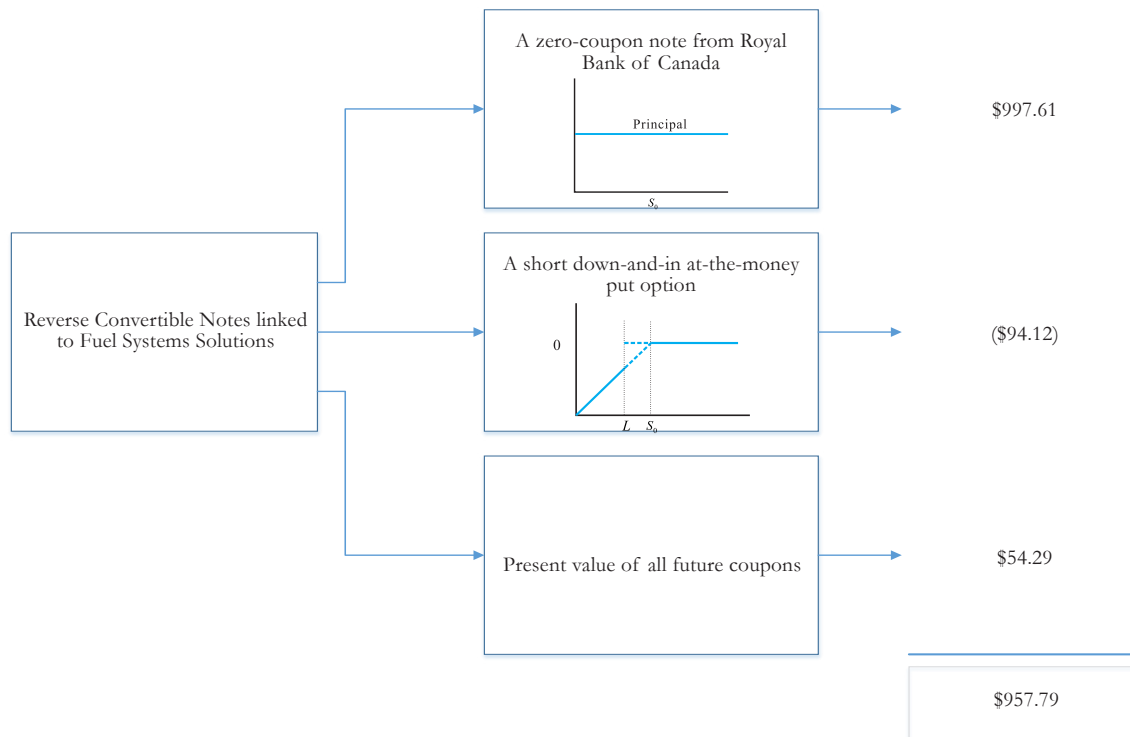 A zero-coupon note from Royal
Bank of Canada
Principal
S₀
$997.61
Reverse Convertible Notes linked
to Fuel Systems Solutions
A short down-and-in at-the-money
put option
0
L S₀
($94.12)
Present value of all future coupons
$54.29
$957.79